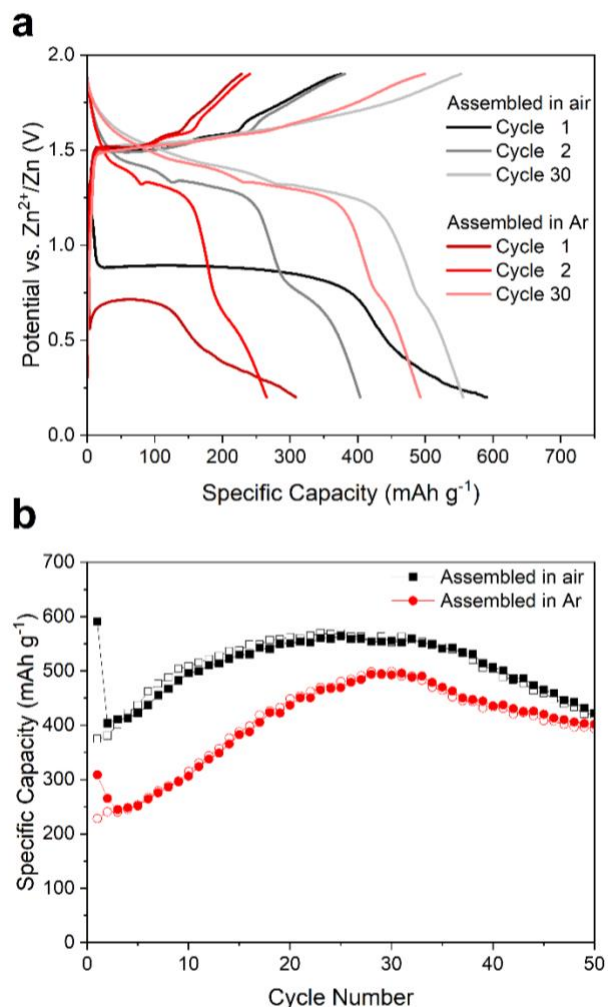 a
2.0
1.5
1.0
0.5
0.0
Potential vs. Zn²⁺/Zn (V)
Assembled in air
Cycle 1
Cycle 2
Cycle 30
Assembled in Ar
Cycle 1
Cycle 2
Cycle 30
0 100 200 300 400 500 600 700
Specific Capacity (mAh g⁻¹)
b
700
600
500
400
300
200
100
0
Specific Capacity (mAh g⁻¹)
Assembled in air
Assembled in Ar
0 10 20 30 40 50
Cycle Number